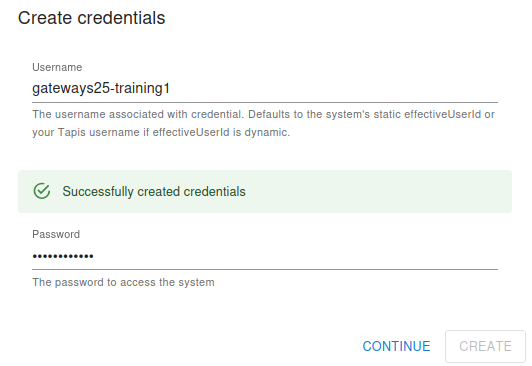 Create credentials
Username
gateways25-training1
The username associated with credential. Defaults to the system's static effectiveUserId or
your Tapis username if effectiveUserId is dynamic.
Successfully created credentials
Password
••••••••••••
The password to access the system
CONTINUE
CREATE